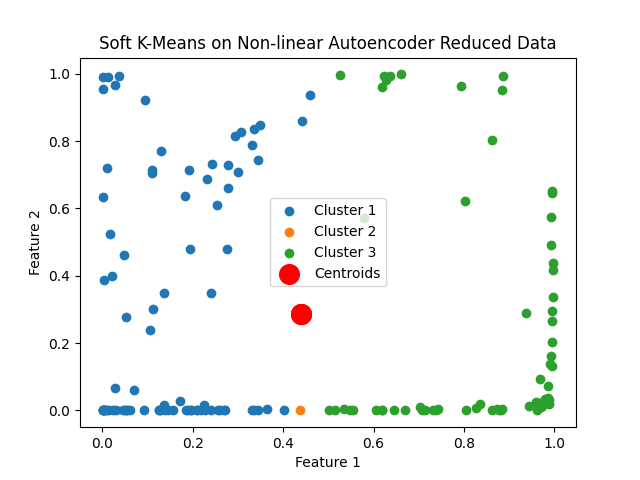 Soft K-Means on Non-linear Autoencoder Reduced Data
1.0
0.8
0.6
0.4
0.2
0.0
Feature 2
Cluster 1
Cluster 2
Cluster 3
Centroids
0.0 0.2 0.4 0.6 0.8 1.0
Feature 1